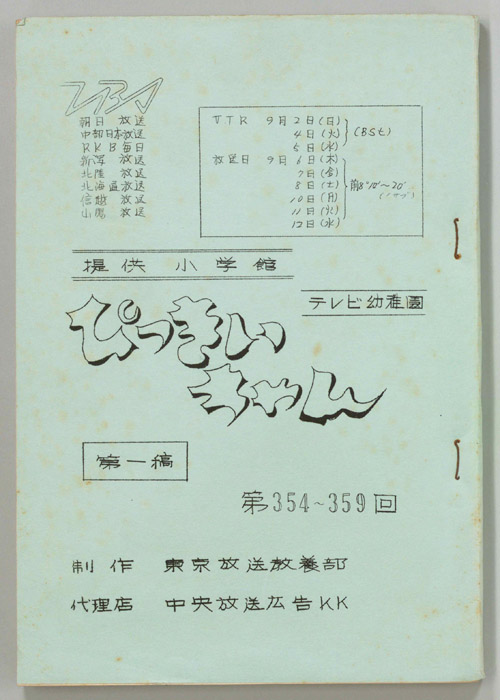 TBS
朝日放送
中部日本放送
RKB毎日
新潟放送
北陸放送
北海道放送
信越放送
山陽放送
VTR 9月2日(日)
4日(火)
5日(水)
(BSt)
放送日 9月6日(木)
7日(金)
8日(土)
10日(月)
11日(火)
12日(水)
前8°10'～20'
提供 小学館
テレビ幼稚園
ぴっきい
ちゃん
第一稿
第354~359回
制作 東京放送教養部
代理店 中央放送広告KK